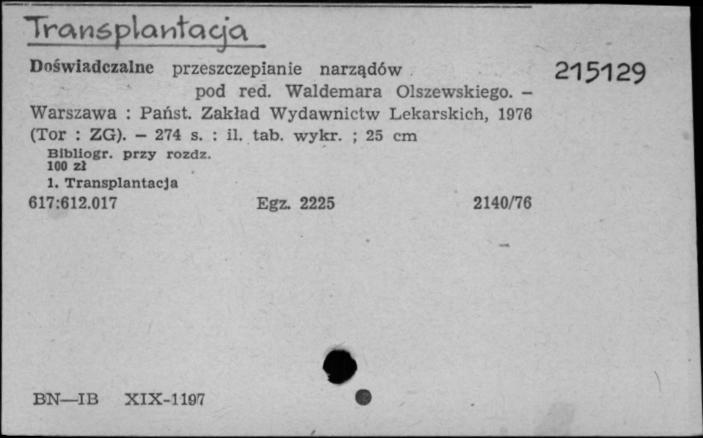 Transplantacja
Doświadczalne przeszczepianie narządów
215129
pod red. Waldemara Olszewskiego. –
Warszawa : Państ. Zakład Wydawnictw Lekarskich, 1976
(Tor : ZG). – 274 s. : il. tab. wykr. ; 25 cm
Bibliogr. przy rozdz.
100 zł
1. Transplantacja
617:612.017 Egz. 2225 2140/76
BN—IB XIX-1197